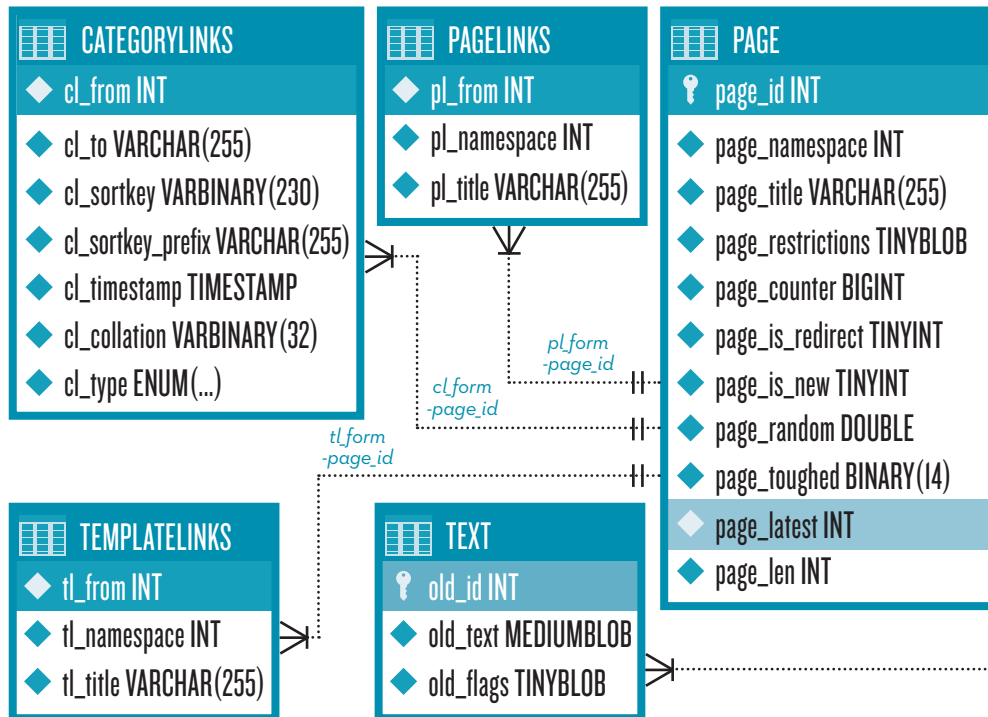 CATEGORYLINKS
cl_from INT
cl_to VARCHAR(255)
cl_sortkey VARBINARY(230)
cl_sortkey_prefix VARCHAR(255)
cl_timestamp TIMESTAMP
cl_collation VARBINARY(32)
cl_type ENUM(...)
PAGELINKS
pl_from INT
pl_namespace INT
pl_title VARCHAR(255)
PAGE
page_id INT
page_namespace INT
page_title VARCHAR(255)
page_restrictions TINYBLOB
page_counter BIGINT
page_is_redirect TINYINT
page_is_new TINYINT
page_random DOUBLE
page_toughed BINARY(14)
page_latest INT
page_len INT
pl_form
-page_id
cl_form
-page_id
tl_form
-page_id
TEMPLATELINKS
tl_from INT
tl_namespace INT
tl_title VARCHAR(255)
TEXT
old_id INT
old_text MEDIUMBLOB
old_flags TINYBLOB